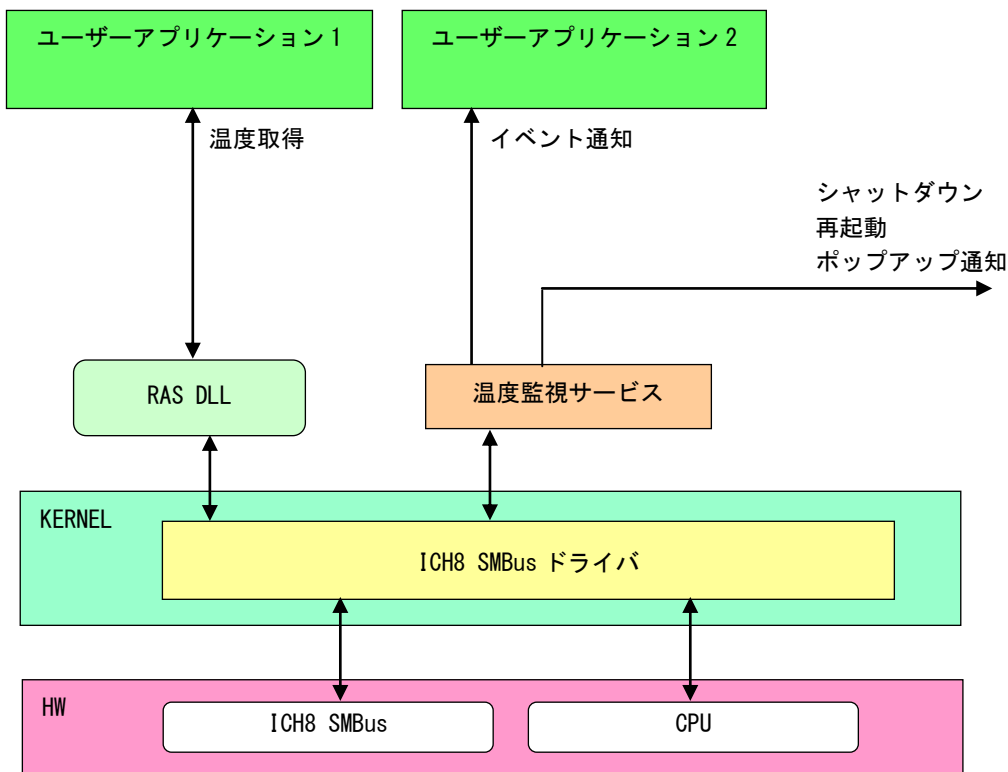 ユーザーアプリケーション 1
ユーザーアプリケーション 2
温度取得
イベント通知
シャットダウン
再起動
ポップアップ通知
RAS DLL
温度監視サービス
KERNEL
ICH8 SMBus ドライバ
HW
ICH8 SMBus
CPU